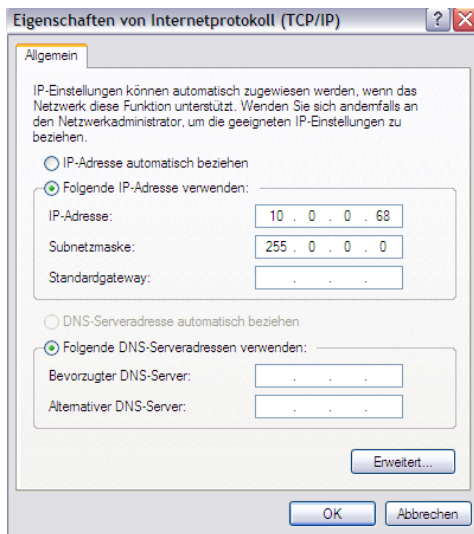 Eigenschaften von Internetprotokoll (TCP/IP)
Allgemein
IP-Einstellungen können automatisch zugewiesen werden, wenn das
Netzwerk diese Funktion unterstützt. Wenden Sie sich andernfalls an
den Netzwerkadministrator, um die geeigneten IP-Einstellungen zu
beziehen.
IP-Adresse automatisch beziehen
Folgende IP-Adresse verwenden:
IP-Adresse: 10 . 0 . 0 . 68
Subnetzmaske: 255 . 0 . 0 . 0
Standardgateway: . . .
DNS-Serveradresse automatisch beziehen
Folgende DNS-Serveradressen verwenden:
Bevorzugter DNS-Server: . . .
Alternativer DNS-Server: . . .
Erweitert...
OK Abbrechen